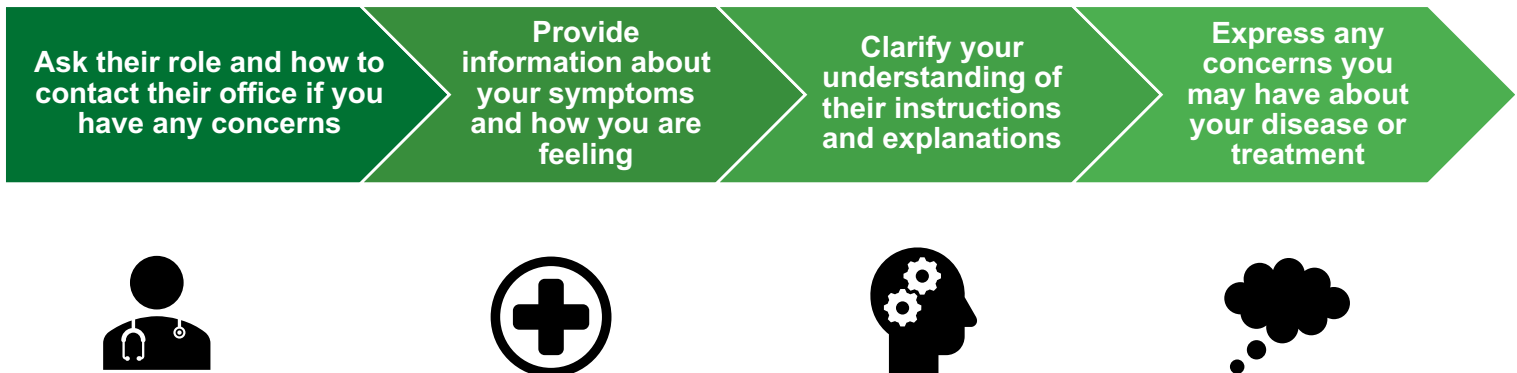 Ask their role and how to
contact their office if you
have any concerns
Provide
information about
your symptoms
and how you are
feeling
Clarify your
understanding of
their instructions
and explanations
Express any
concerns you
may have about
your disease or
treatment